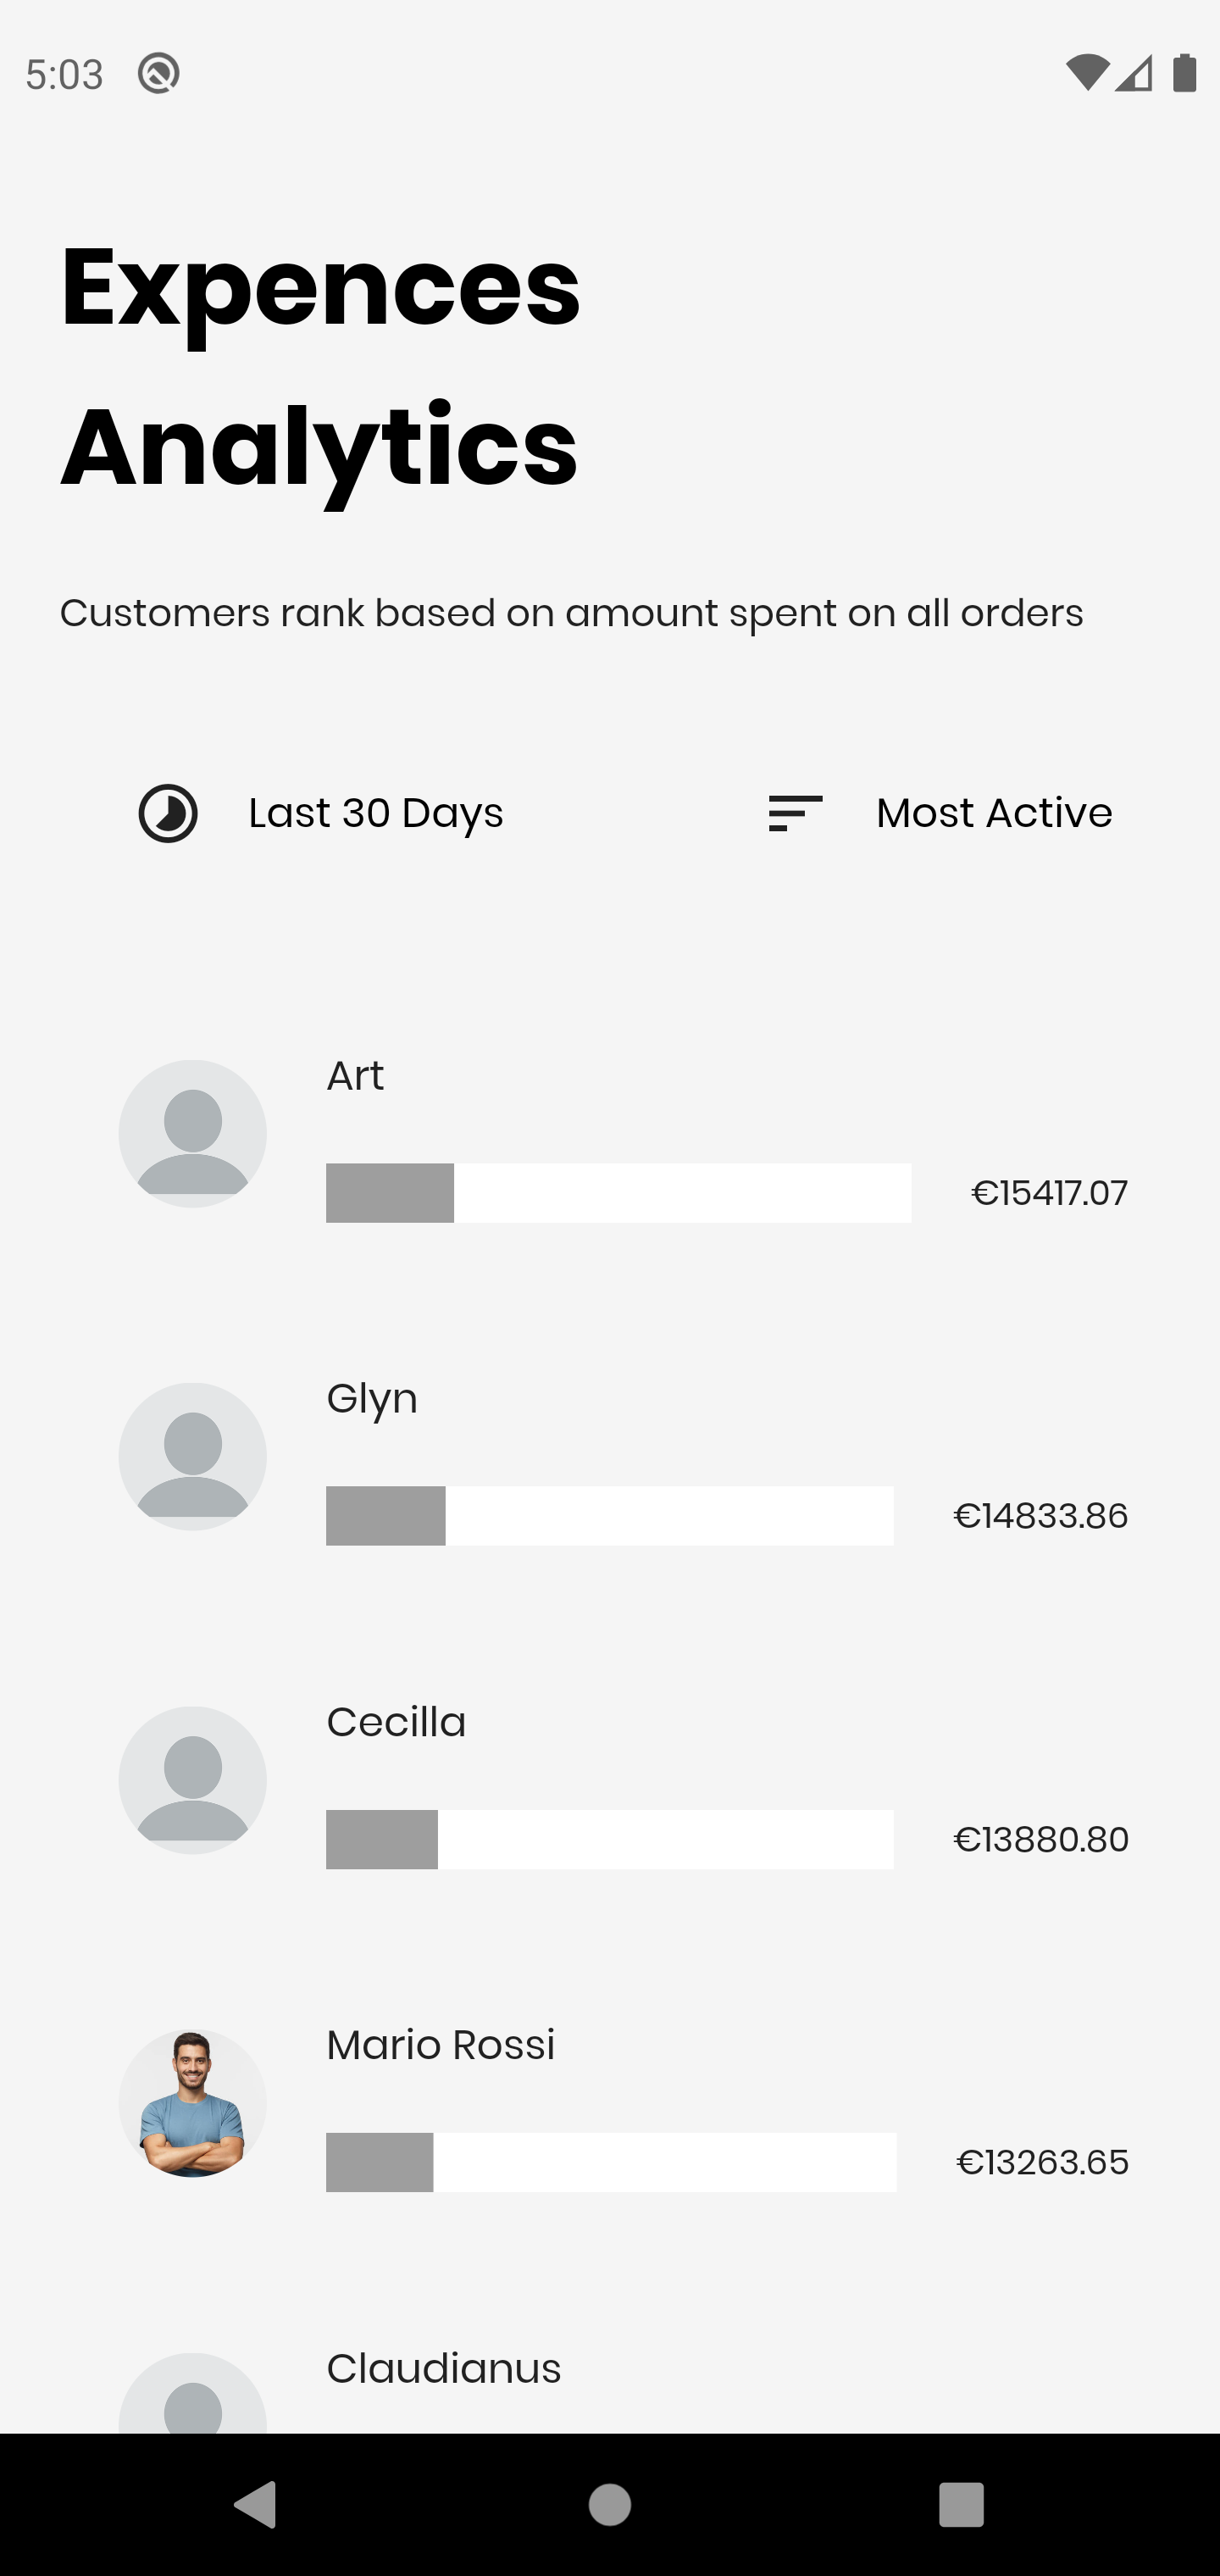 5:03
Expences
Analytics
Customers rank based on amount spent on all orders
Last 30 Days
Most Active
Art
€15417.07
Glyn
€14833.86
Cecilla
€13880.80
Mario Rossi
€13263.65
Claudianus